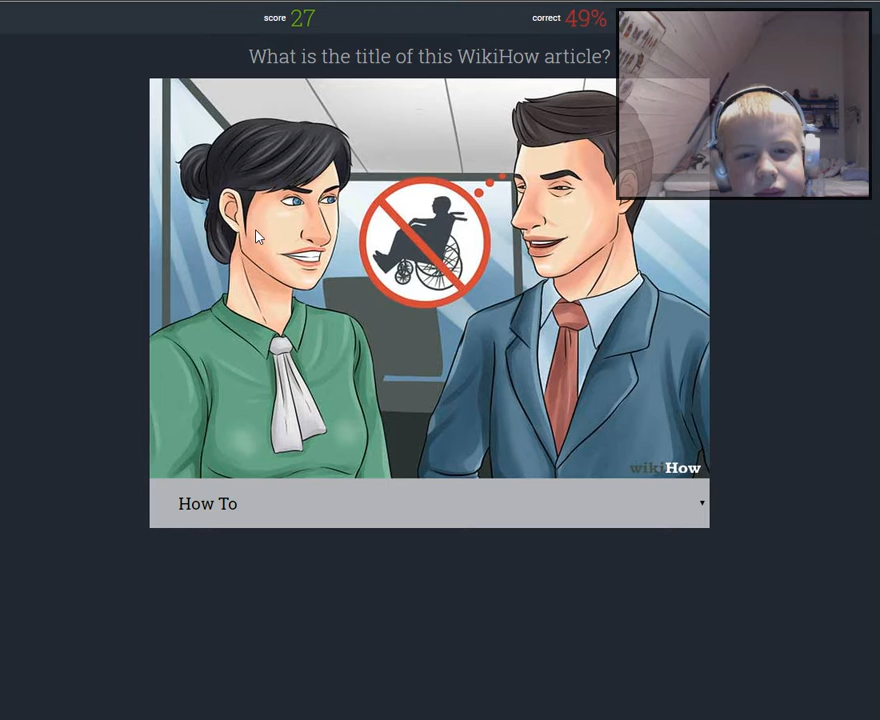 score 27
correct 49%
What is the title of this WikiHow article?
wikiHow
How To